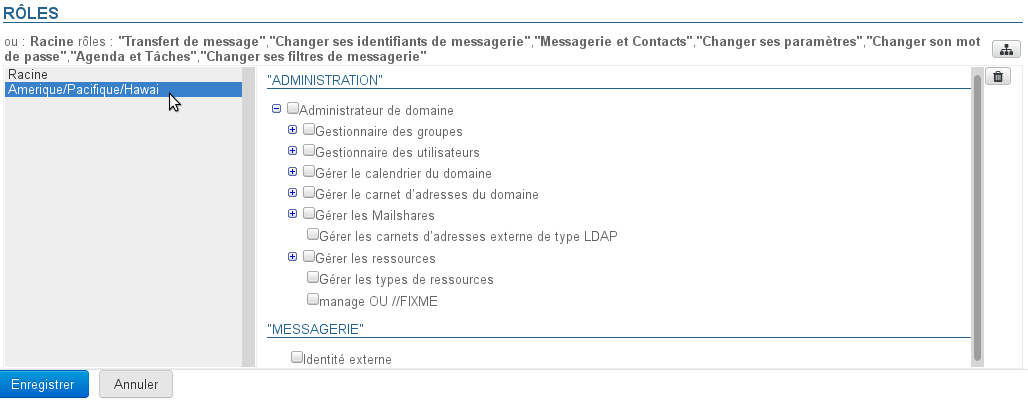 RÔLES
ou : Racine rôles : "Transfert de message","Changer ses identifiants de messagerie","Messagerie et Contacts","Changer ses paramètres","Changer son mot
de passe","Agenda et Tâches","Changer ses filtres de messagerie"
Racine
Amerique/Pacifique/Hawai
"ADMINISTRATION"
Administrateur de domaine
Gestionnaire des groupes
Gestionnaire des utilisateurs
Gérer le calendrier du domaine
Gérer le carnet d'adresses du domaine
Gérer les Mailshares
Gérer les carnets d'adresses externe de type LDAP
Gérer les ressources
Gérer les types de ressources
manage OU //FIXME
"MESSAGERIE"
Identité externe
Enregistrer
Annuler